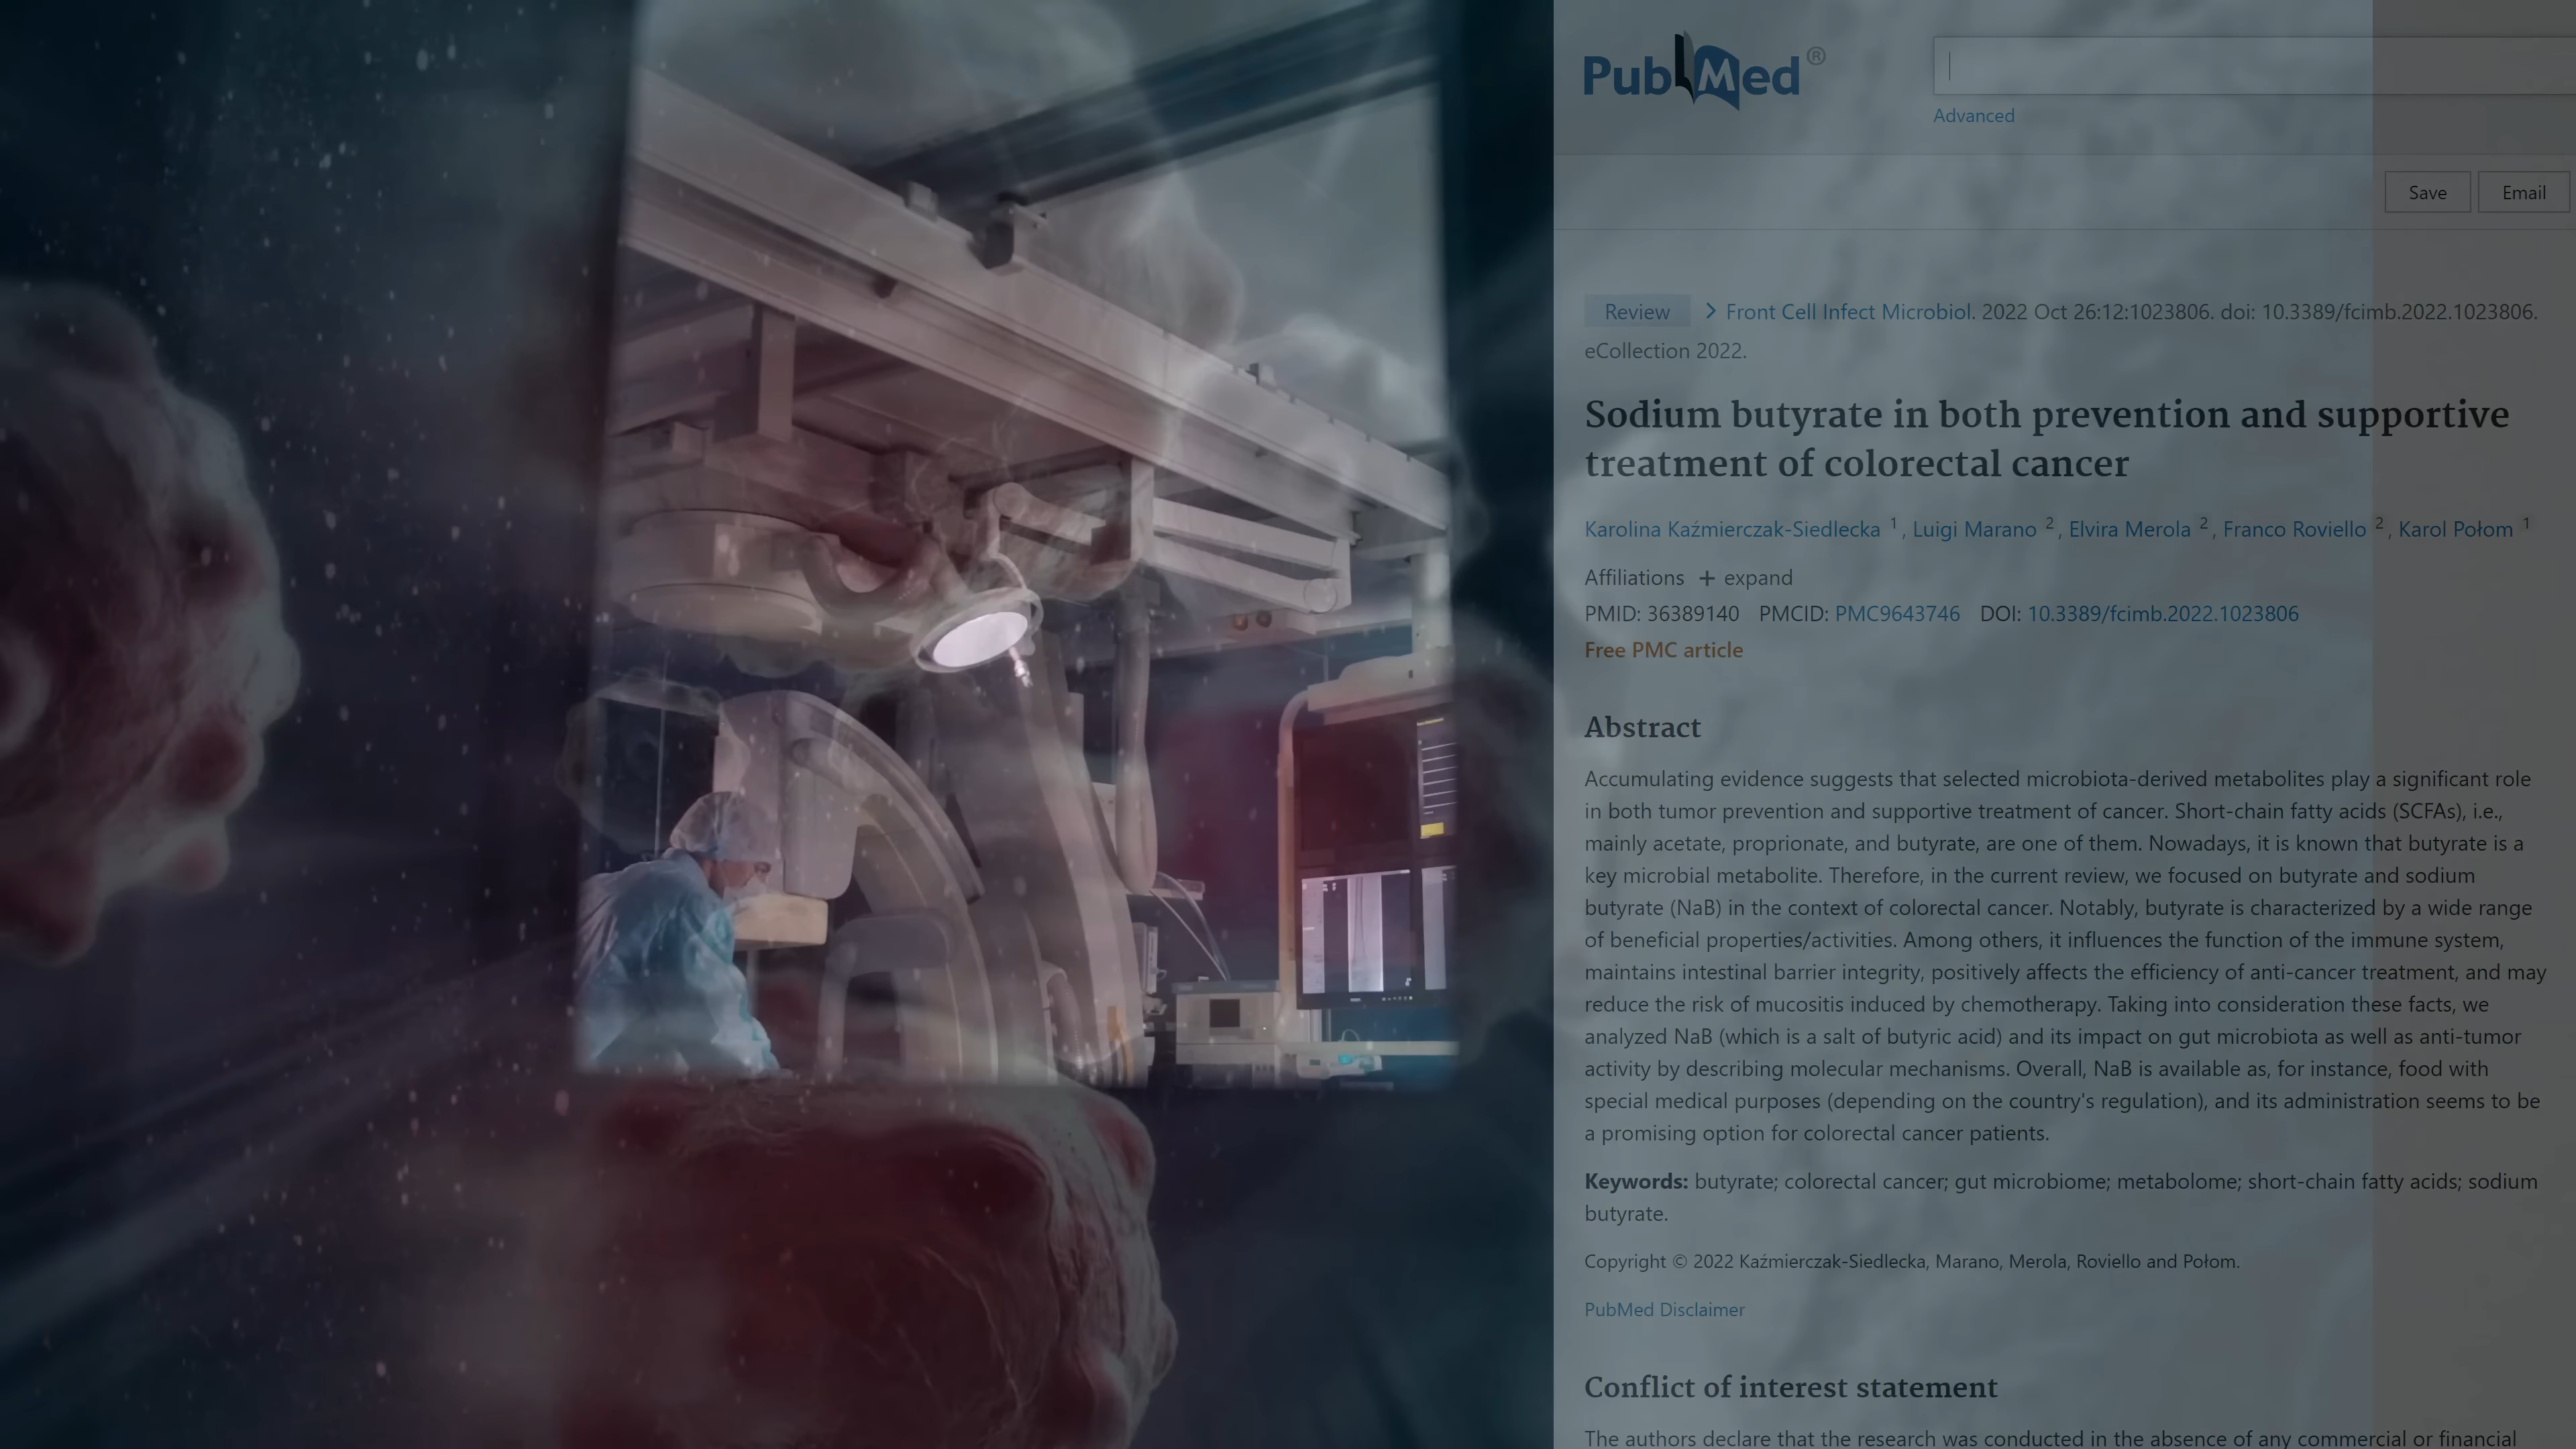 PubMed®
Advanced
Save
Email
Review > Front Cell Infect Microbiol. 2022 Oct 26:12:1023806. doi: 10.3389/fcimb.2022.1023806.
eCollection 2022.
Sodium butyrate in both prevention and supportive
treatment of colorectal cancer
Karolina Kaźmierczak-Siedlecka 1, Luigi Marano 2, Elvira Merola 2, Franco Roviello 2, Karol Połom 1
Affiliations + expand
PMID: 36389140 PMCID: PMC9643746 DOI: 10.3389/fcimb.2022.1023806
Free PMC article
Abstract
Accumulating evidence suggests that selected microbiota-derived metabolites play a significant role
in both tumor prevention and supportive treatment of cancer. Short-chain fatty acids (SCFAs), i.e.,
mainly acetate, proprionate, and butyrate, are one of them. Nowadays, it is known that butyrate is a
key microbial metabolite. Therefore, in the current review, we focused on butyrate and sodium
butyrate (NaB) in the context of colorectal cancer. Notably, butyrate is characterized by a wide range
of beneficial properties/activities. Among others, it influences the function of the immune system,
maintains intestinal barrier integrity, positively affects the efficiency of anti-cancer treatment, and may
reduce the risk of mucositis induced by chemotherapy. Taking into consideration these facts, we
analyzed NaB (which is a salt of butyric acid) and its impact on gut microbiota as well as anti-tumor
activity by describing molecular mechanisms. Overall, NaB is available as, for instance, food with
special medical purposes (depending on the country's regulation), and its administration seems to be
a promising option for colorectal cancer patients.
Keywords: butyrate; colorectal cancer; gut microbiome; metabolome; short-chain fatty acids; sodium
butyrate.
Copyright © 2022 Kaźmierczak-Siedlecka, Marano, Merola, Roviello and Połom.
PubMed Disclaimer
Conflict of interest statement
The authors declare that the research was conducted in the absence of any commercial or financial